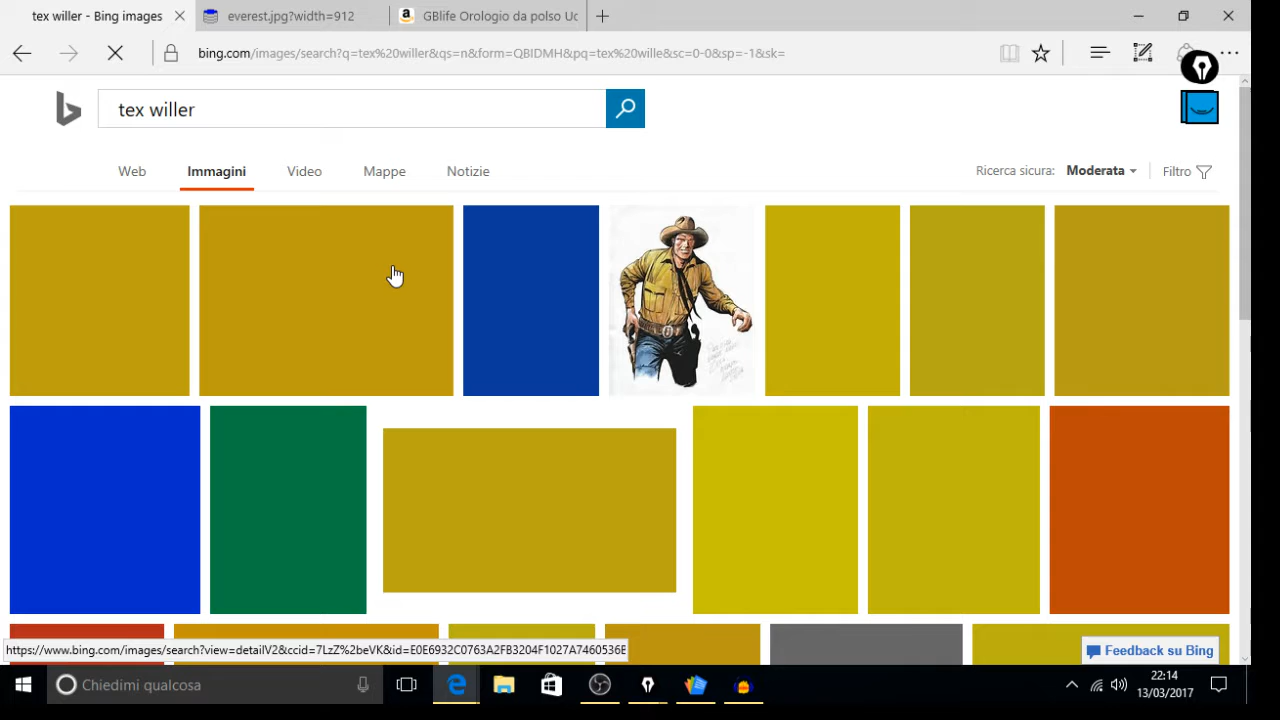 tex willer - Bing images
everest.jpg?width=912
GBlife Orologio da polso Uc
bing.com/images/search?q=tex%20willer&qs=n&form=QBIDMH&pq=tex%20wille&sc=0-0&sp=-1&sk=
tex willer
Web
Immagini
Video
Mappe
Notizie
Ricerca sicura: Moderata
Filtro
https://www.bing.com/images/search?view=detailV2&ccid=7LzZ%2beVK&id=E0E6932C0763A2FB3204F1027A7460536E
Feedback su Bing
Chiedimi qualcosa
22:14
13/03/2017